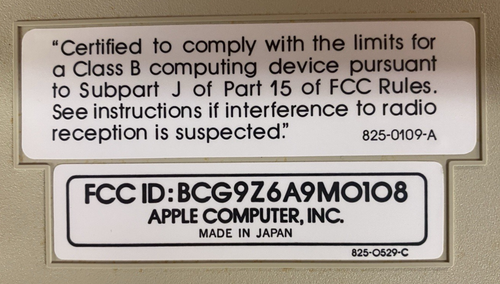 "Certified to comply with the limits for
a Class B computing device pursuant
to Subpart J of Part 15 of FCC Rules.
See instructions if interference to radio
reception is suspected."
825-0109-A
FCC ID: BCG9Z6A9M0108
APPLE COMPUTER, INC.
MADE IN JAPAN
825-0529-C